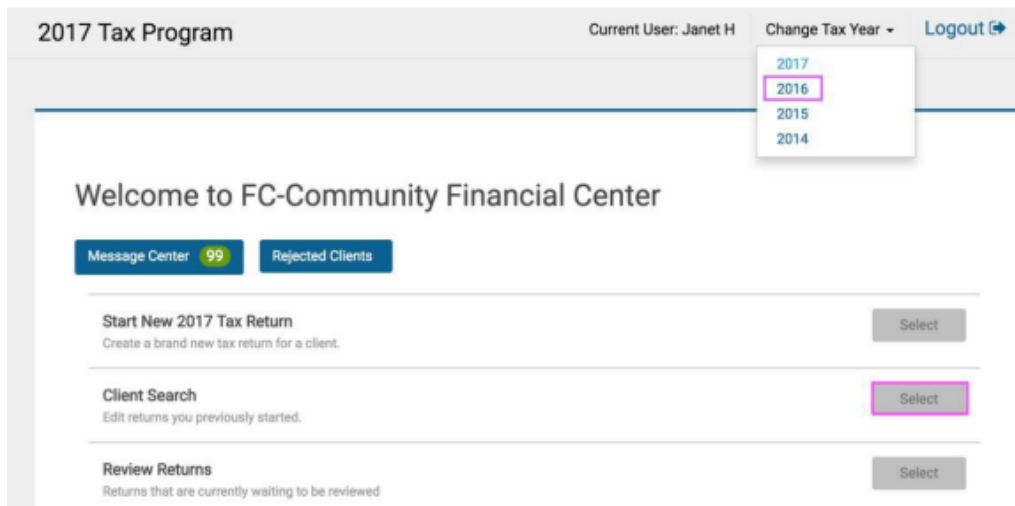 2017 Tax Program
Current User: Janet H
Change Tax Year
Logout
2017
2016
2015
2014
Welcome to FC-Community Financial Center
Message Center 99
Rejected Clients
Start New 2017 Tax Return
Select
Create a brand new tax return for a client.
Client Search
Select
Edit returns you previously started.
Review Returns
Select
Returns that are currently waiting to be reviewed